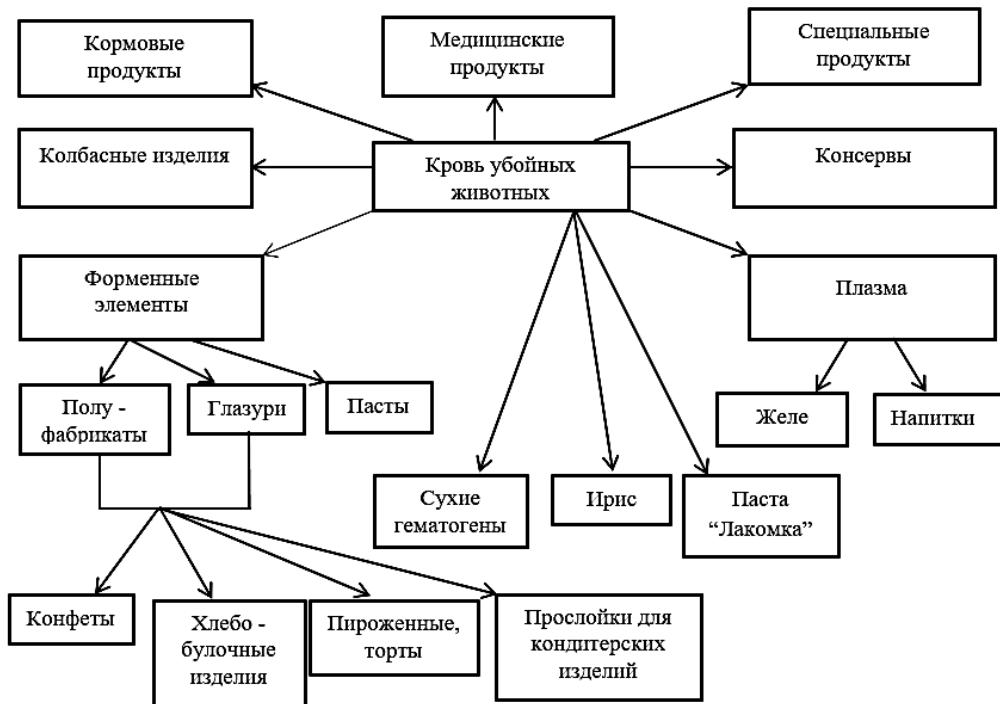 Кормовые
продукты
Медицинские
продукты
Специальные
продукты
Колбасные изделия
Кровь убойных
животных
Консервы
Форменные
элементы
Плазма
Полу -
фабрикаты
Глазури
Пасты
Желе
Напитки
Сухие
гематогены
Ирис
Паста
“Лакомка”
Конфеты
Хлебо -
булочные
изделия
Пироженные,
торты
Прослойки для
кондитерских
изделий